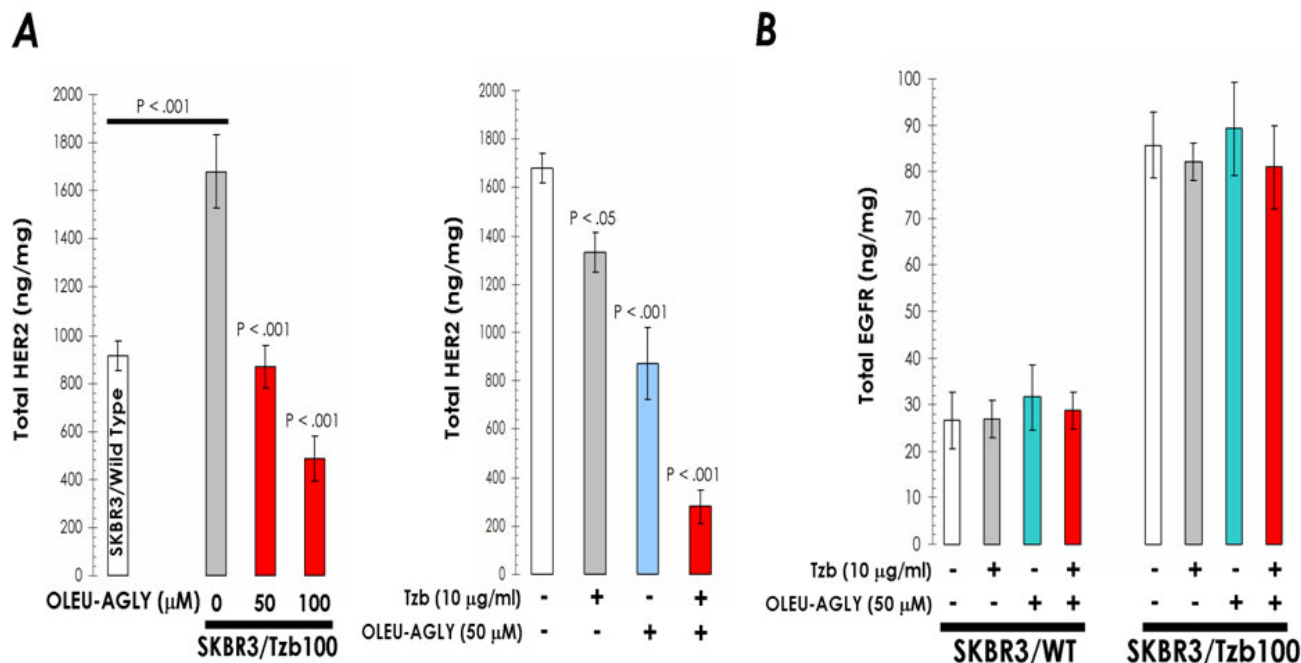 A
2000
1800
1600
1400
1200
1000
800
600
400
200
0
Total HER2 (ng/mg)
P < .001
SKBR3/Wild Type
P < .001
P < .001
OLEU-AGLY (µM) 0 50 100
SKBR3/Tzb100
2000
1800
1600
1400
1200
1000
800
600
400
200
0
Total HER2 (ng/mg)
P < .05
P < .001
P < .001
Tzb (10 µg/ml) - + - +
OLEU-AGLY (50 µM) - - + +
B
100
90
80
70
60
50
40
30
20
10
0
Total EGFR (ng/mg)
Tzb (10 µg/ml) - + - + - + - +
OLEU-AGLY (50 µM) - - + + - - + +
SKBR3/WT SKBR3/Tzb100